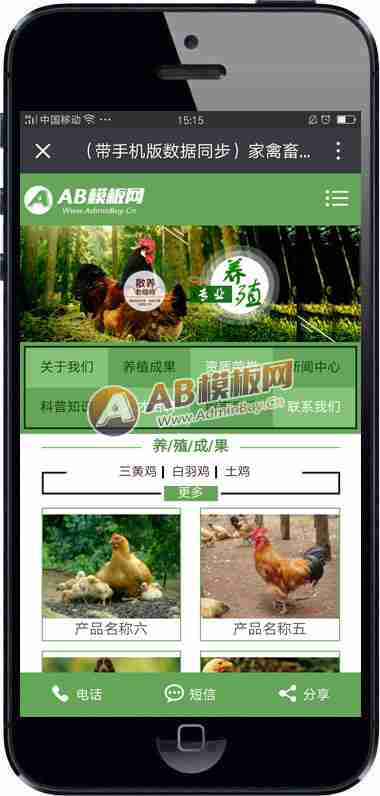 中国移动
15:15
（带手机版数据同步）家禽畜...
AB模板网
Www.AdminBuy.Cn
散养
老母鸡
养殖
专业
关于我们 养殖成果 新闻中心
AB模板网
Www.AdminBuy.Cn
科普知识 联系我们
养/殖/成/果
三黄鸡 | 白羽鸡 | 土鸡
更多
产品名称六 产品名称五
电话 短信 分享